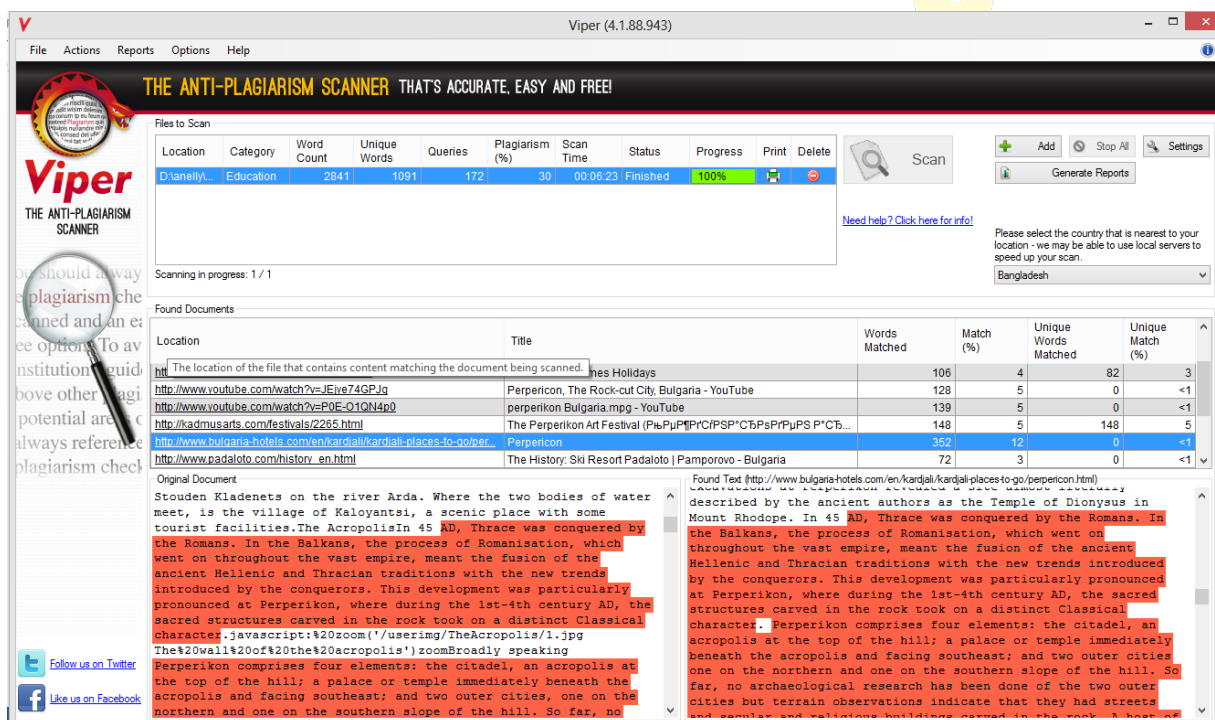 Viper (4.1.88.943)
File Actions Reports Options Help
THE ANTI-PLAGIARISM SCANNER THAT'S ACCURATE, EASY AND FREE!
Viper
THE ANTI-PLAGIARISM
SCANNER
Files to Scan
Location Category Word Count Unique Words Queries Plagiarism (%) Scan Time Status Progress Print Delete
D:\anelly\... Education 2841 1091 172 30 00:06:23 Finished 100%
Scanning in progress: 1 / 1
Scan
Need help? Click here for info!
Add Stop All Settings
Generate Reports
Please select the country that is nearest to your
location - we may be able to use local servers to
speed up your scan.
Bangladesh
Found Documents
Location Title Words Matched Match (%) Unique Words Matched Unique Match (%)
The location of the file that contains content matching the document being scanned.
Holidays 106 4 82 3
http://www.youtube.com/watch?v=JEjve74GPJq Perpericon, The Rock-cut City, Bulgaria - YouTube 128 5 0 <1
http://www.youtube.com/watch?v=P0E-O1QN4p0 perperikon Bulgaria.mpg - YouTube 139 5 0 <1
http://kadmusarts.com/festivals/2265.html The Perperikon Art Festival 148 5 148 5
http://www.bulgaria-hotels.com/en/kardjali/kardjali-places-to-go/per... Perpericon 352 12 0 <1
http://www.padaloto.com/history_en.html The History: Ski Resort Padaloto | Pamporovo - Bulgaria 72 3 0 <1
Original Document
Stouden Kladenets on the river Arda. Where the two bodies of water
meet, is the village of Kaloyantsi, a scenic place with some
tourist facilities.The AcropolisIn 45 AD, Thrace was conquered by
the Romans. In the Balkans, the process of Romanisation, which
went on throughout the vast empire, meant the fusion of the
ancient Hellenic and Thracian traditions with the new trends
introduced by the conquerors. This development was particularly
pronounced at Perperikon, where during the 1st-4th century AD, the
sacred structures carved in the rock took on a distinct Classical
character.javascript:%20zoom('/userimg/TheAcropolis/1.jpg
The%20wall%20of%20the%20acropolis')zoomBroadly speaking
Perperikon comprises four elements: the citadel, an acropolis at
the top of the hill; a palace or temple immediately beneath the
acropolis and facing southeast; and two outer cities, one on the
northern and one on the southern slope of the hill. So far, no
Found Text (http://www.bulgaria-hotels.com/en/kardjali/kardjali-places-to-go/perpericon.html)
described by the ancient authors as the Temple of Dionysus in
Mount Rhodope. In 45 AD, Thrace was conquered by the Romans. In
the Balkans, the process of Romanisation, which went on
throughout the vast empire, meant the fusion of the ancient
Hellenic and Thracian traditions with the new trends introduced
by the conquerors. This development was particularly pronounced
at Perperikon, where during the 1st-4th century AD, the sacred
structures carved in the rock took on a distinct Classical
character. Perperikon comprises four elements: the citadel, an
acropolis at the top of the hill; a palace or temple immediately
beneath the acropolis and facing southeast; and two outer cities
one on the northern and one on the southern slope of the hill. So
far, no archaeological research has been done of the two outer
cities but terrain observations indicate that they had streets
and secular and religious buildings carved in the rock. A host of
Follow us on Twitter
Like us on Facebook